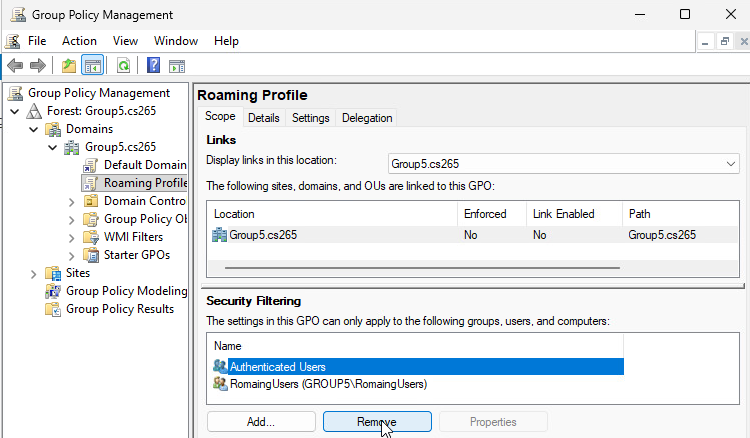 Group Policy Management
File Action View Window Help
Group Policy Management
Forest: Group5.cs265
Domains
Group5.cs265
Default Domain
Roaming Profile
Domain Contro
Group Policy Ob
WMI Filters
Starter GPOs
Sites
Group Policy Modeling
Group Policy Results
Roaming Profile
Scope Details Settings Delegation
Links
Display links in this location: Group5.cs265
The following sites, domains, and OUs are linked to this GPO:
Location Enforced Link Enabled Path
Group5.cs265 No No Group5.cs265
Security Filtering
The settings in this GPO can only apply to the following groups, users, and computers:
Name
Authenticated Users
RomaingUsers (GROUP5\RomaingUsers)
Add... Remove Properties